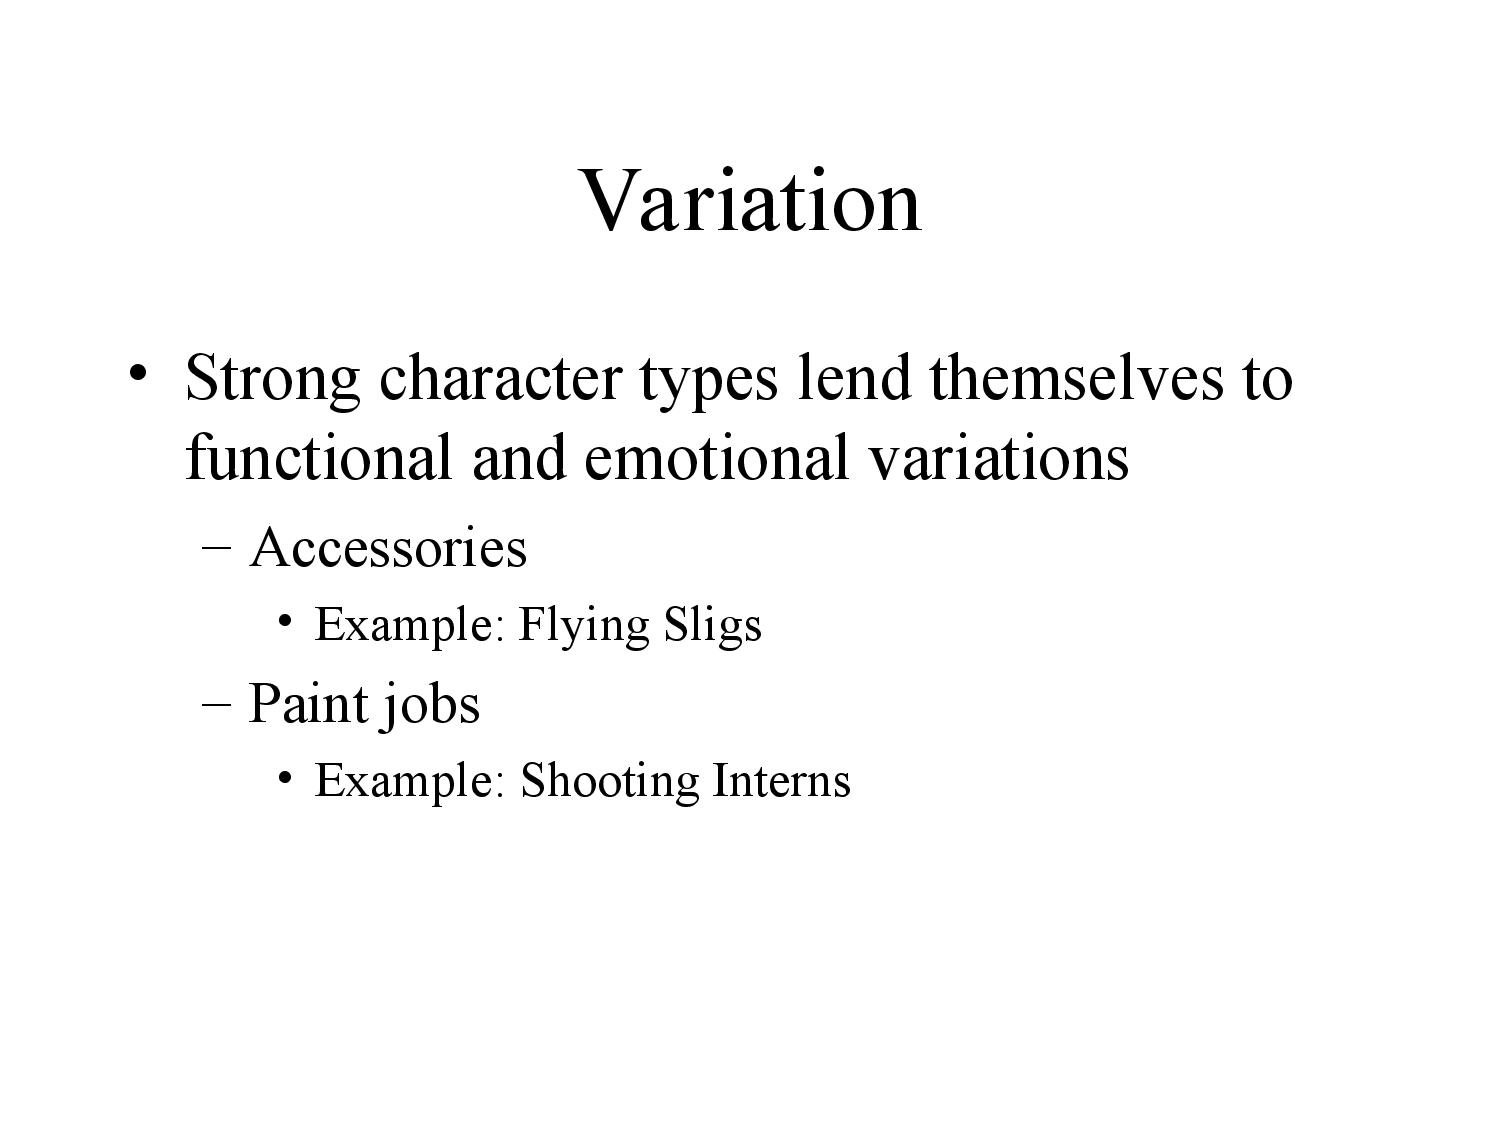 Variation
• Strong character types lend themselves to
functional and emotional variations
– Accessories
• Example: Flying Sligs
– Paint jobs
• Example: Shooting Interns